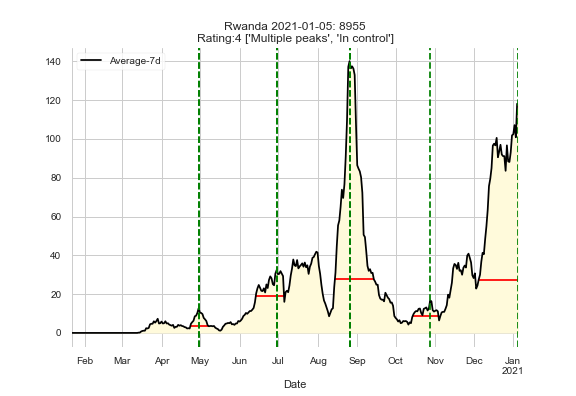 Rwanda 2021-01-05: 8955
Rating:4 ['Multiple peaks', 'In control']
Average-7d
140
120
100
80
60
40
20
0
Feb Mar Apr May Jun Jul Aug Sep Oct Nov Dec Jan
2021
Date